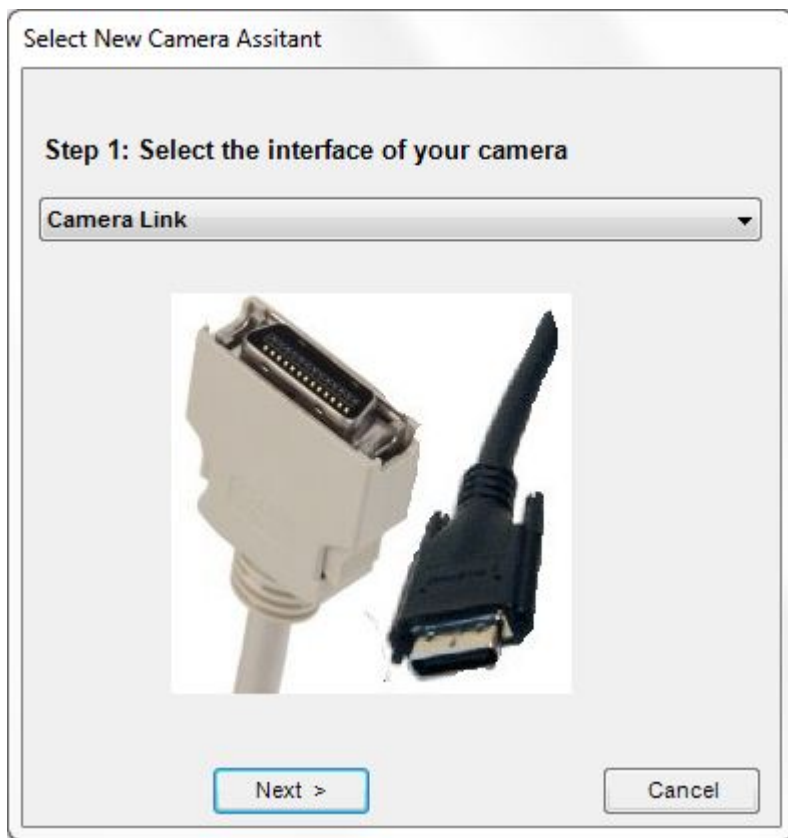 Select New Camera Assitant
Step 1: Select the interface of your camera
Camera Link
Next >
Cancel